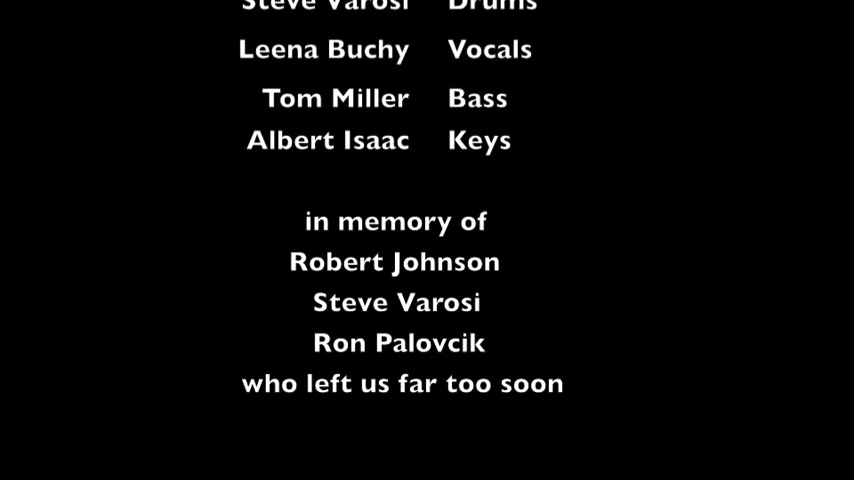 Steve Varosi Drums
Leena Buchy Vocals
Tom Miller Bass
Albert Isaac Keys
in memory of
Robert Johnson
Steve Varosi
Ron Palovcik
who left us far too soon